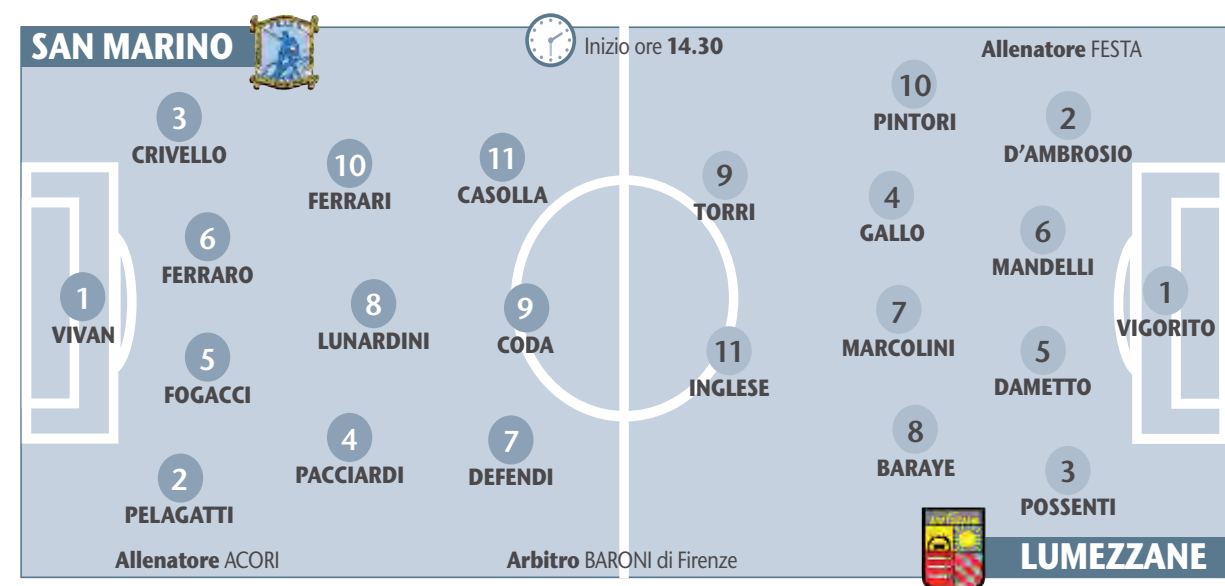 SAN MARINO
Inizio ore 14.30
Allenatore FESTA
3
CRIVELLO
6
FERRARO
1
VIVAN
5
FOGACCI
2
PELAGATTI
10
FERRARI
8
LUNARDINI
4
PACCIARDI
11
CASOLLA
9
CODA
7
DEFENDI
9
TORRI
11
INGLESE
10
PINTORI
4
GALLO
7
MARCOLINI
8
BARAYE
2
D'AMBROSIO
6
MANDELLI
5
DAMETTO
3
POSSENTI
1
VIGORITO
Allenatore ACORI
Arbitro BARONI di Firenze
LUMEZZANE